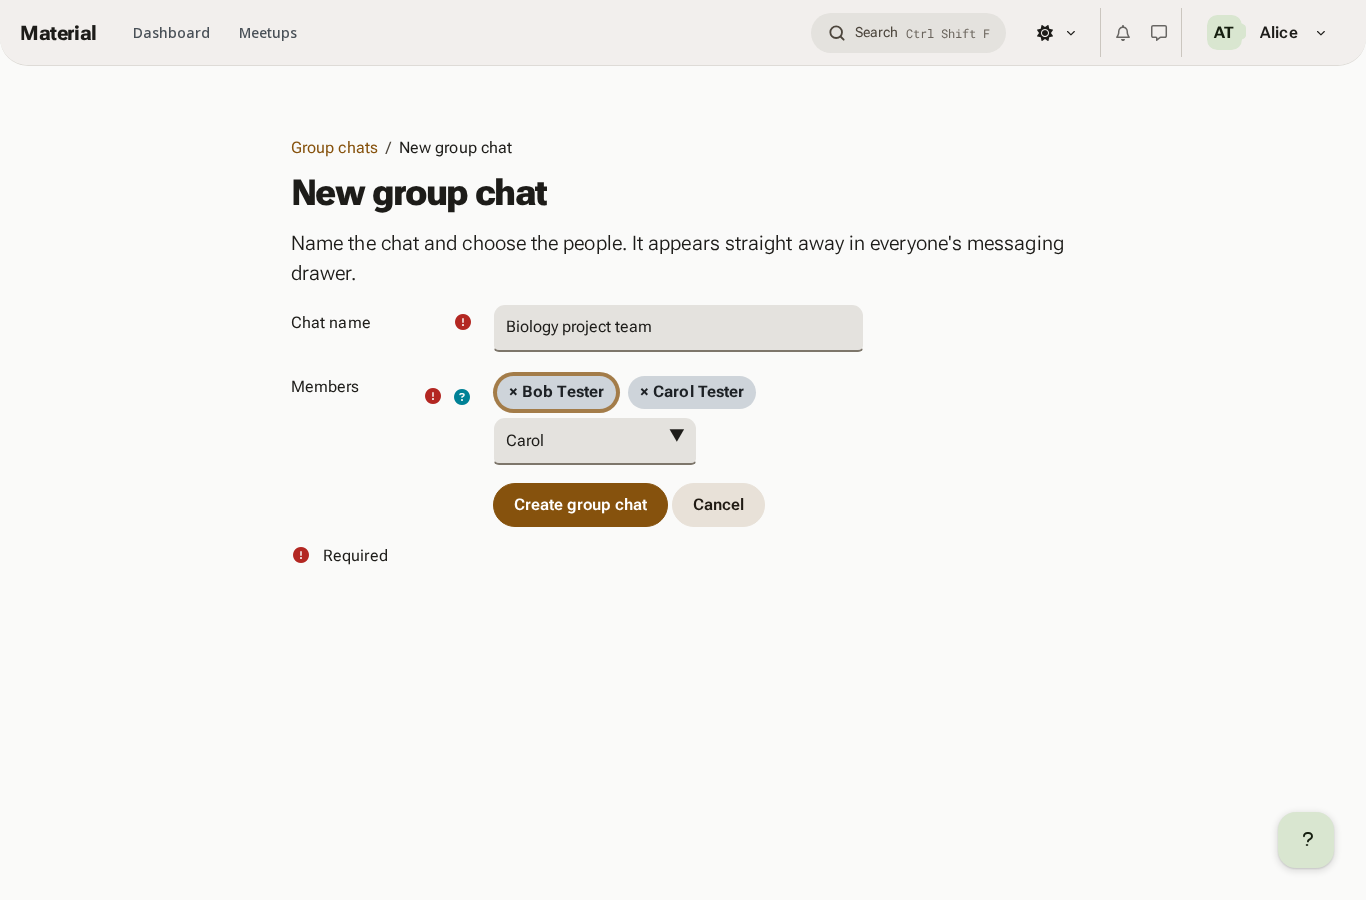 Material Dashboard Meetups Search Ctrl Shift F AT Alice
Group chats / New group chat
New group chat
Name the chat and choose the people. It appears straight away in everyone's messaging
drawer.
Chat name ! Biology project team
Members ! ? × Bob Tester × Carol Tester
Carol ▼
Create group chat Cancel
! Required
?